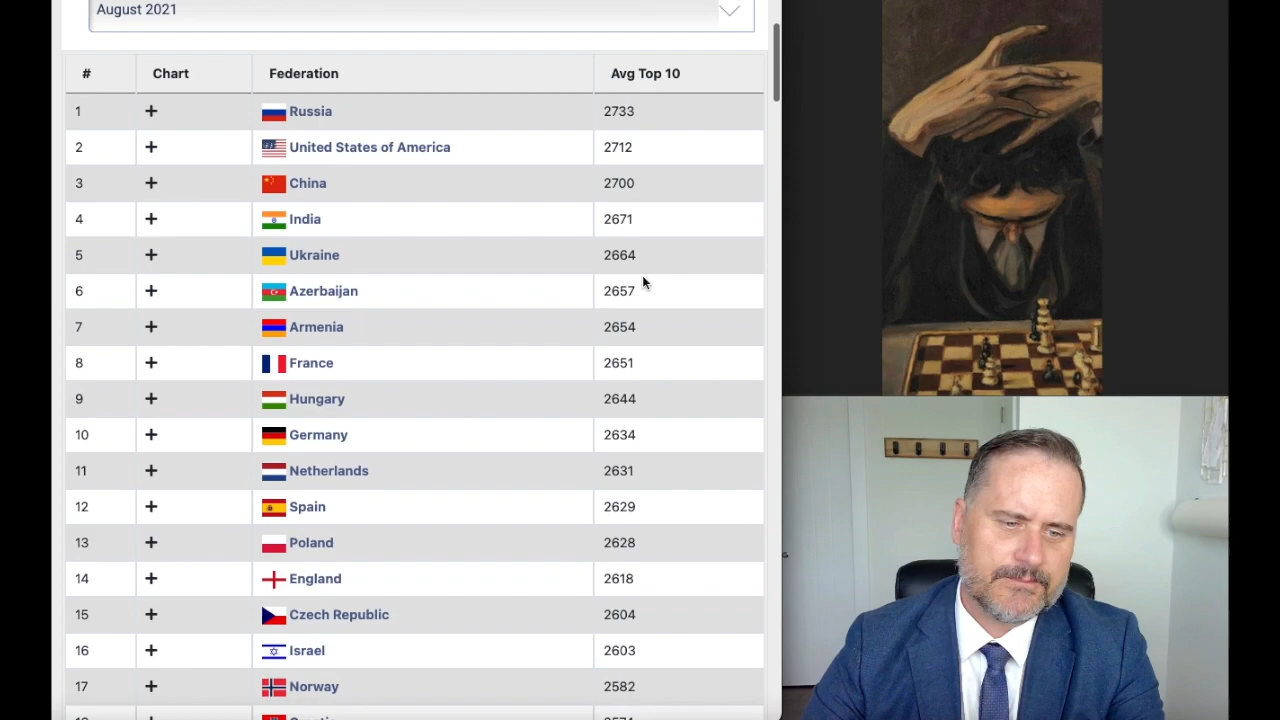 August 2021
# Chart Federation Avg Top 10
1 + Russia 2733
2 + United States of America 2712
3 + China 2700
4 + India 2671
5 + Ukraine 2664
6 + Azerbaijan 2657
7 + Armenia 2654
8 + France 2651
9 + Hungary 2644
10 + Germany 2634
11 + Netherlands 2631
12 + Spain 2629
13 + Poland 2628
14 + England 2618
15 + Czech Republic 2604
16 + Israel 2603
17 + Norway 2582